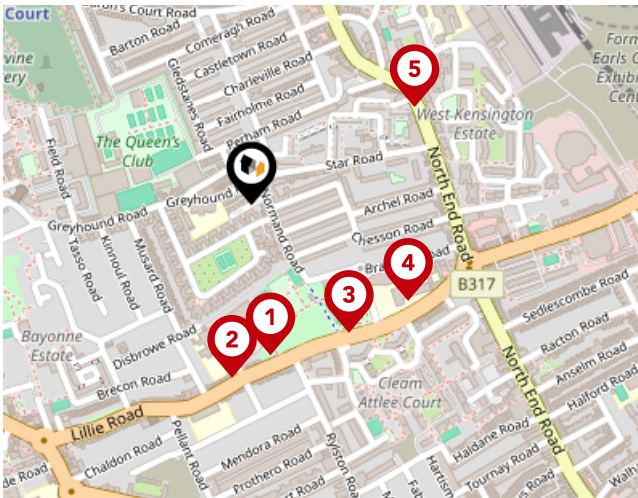 Court
Baron's Court Road
Barton Road
Comeragh Road
Castletown Road
Charleville Road
Fairholme Road
Perham Road
Gledstanes Road
The Queen's
Club
Field Road
Star Road
Greyhound
Greyhound Road
Normand Road
Archel Road
Chesson Road
Road
West Kensington
Estate
North End Road
Earls
5
4
3
1
2
B317
Tasso Road
Kinnoul Road
Musard Road
Bayonne
Estate
Disbrowe Road
Brecon Road
Lillie Road
Chaldon Road
Pellant Road
Mendora Road
Prothero Road
Rylston Road
Cleam
Attlee Court
North End Road
Sedlescombe Road
Racton Road
Anselm Road
Halford Road
Haldane Road
Tournay Road